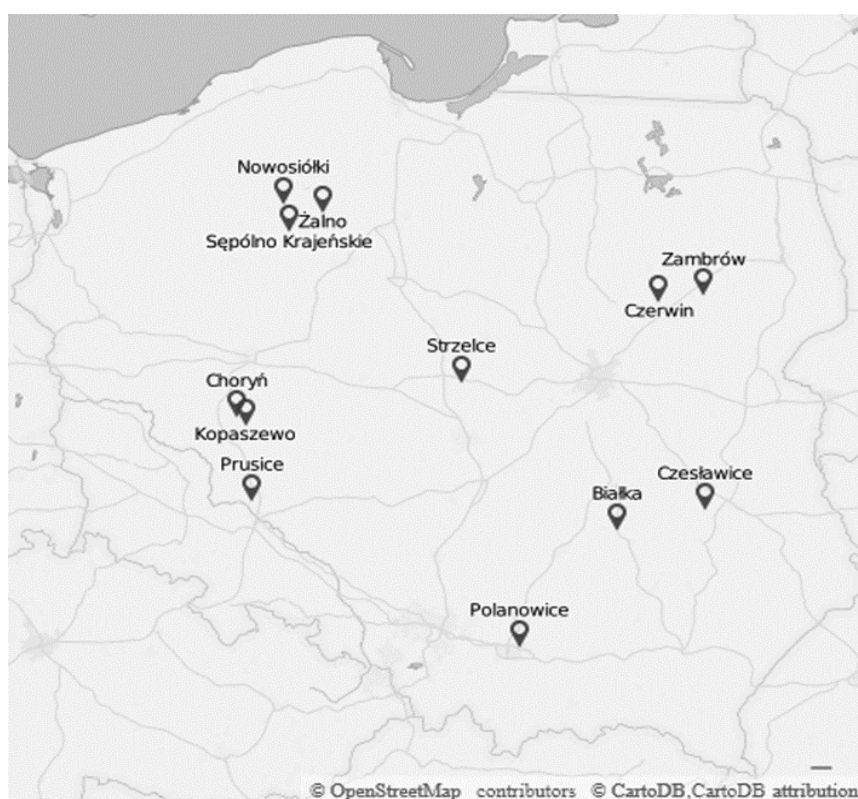 Nowosiółki
Żalno
Sępólno Krajeńskie
Zambrów
Czerwin
Strzelce
Choryń
Kopaszewo
Prusice
Czesławice
Białka
Polanowice
© OpenStreetMap contributors © CartoDB,CartoDB attribution